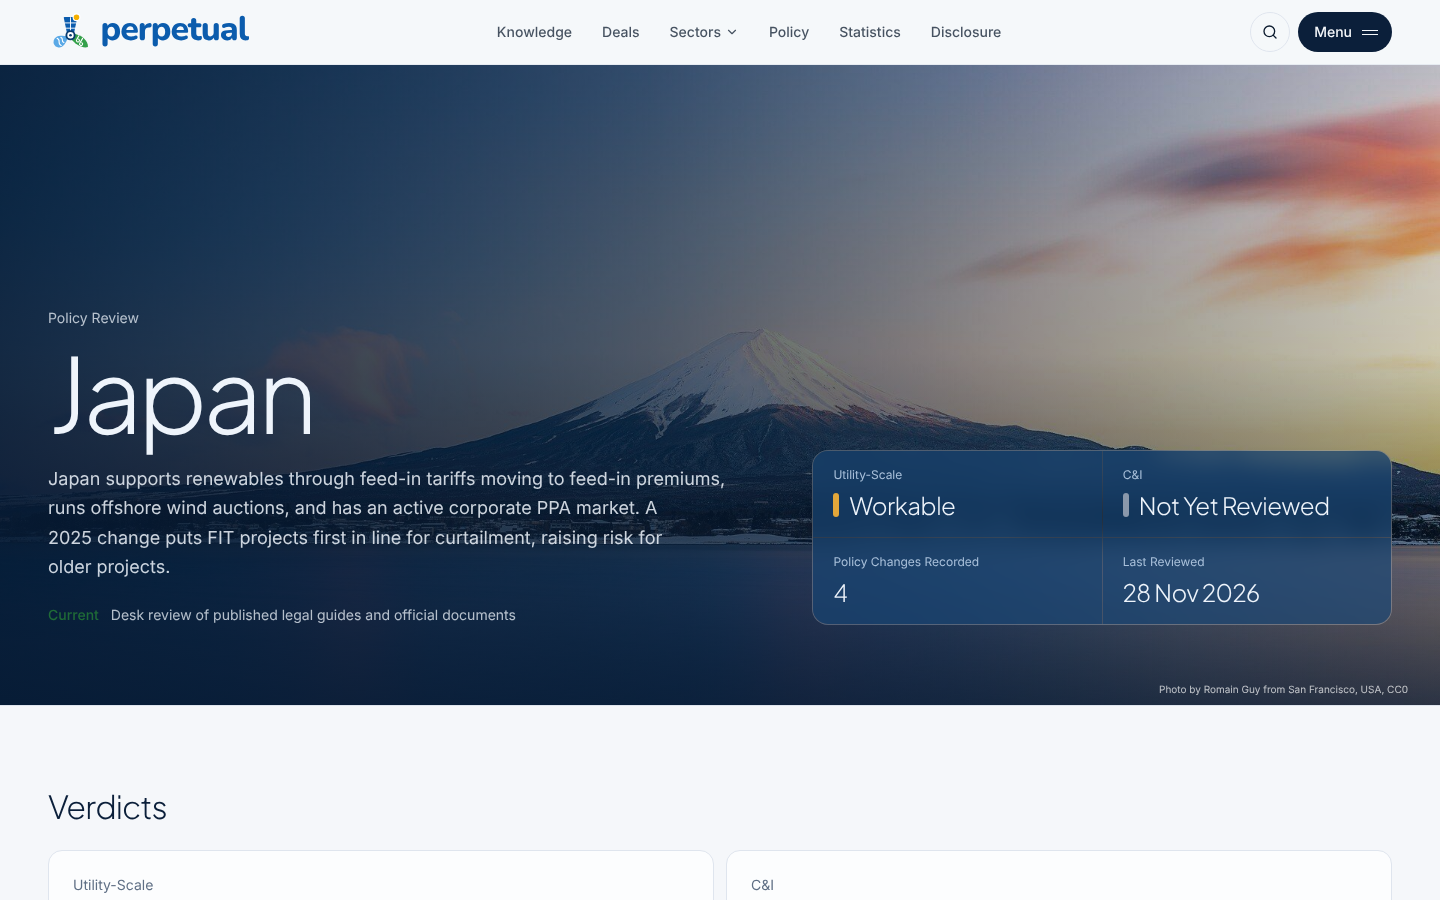 perpetual
Knowledge
Deals
Sectors
Policy
Statistics
Disclosure
Menu
Policy Review
Japan
Japan supports renewables through feed-in tariffs moving to feed-in premiums,
runs offshore wind auctions, and has an active corporate PPA market. A
2025 change puts FIT projects first in line for curtailment, raising risk for
older projects.
Current Desk review of published legal guides and official documents
Utility-Scale
Workable
C&I
Not Yet Reviewed
Policy Changes Recorded
4
Last Reviewed
28 Nov 2026
Photo by Romain Guy from San Francisco, USA, CC0
Verdicts
Utility-Scale
C&I